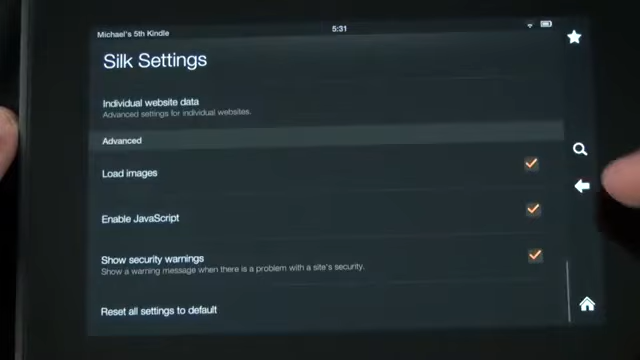 Michael's 5th Kindle
5:31
Silk Settings
Individual website data
Advanced settings for individual websites.
Advanced
Load images
Enable JavaScript
Show security warnings
Show a warning message when there is a problem with a site's security.
Reset all settings to default